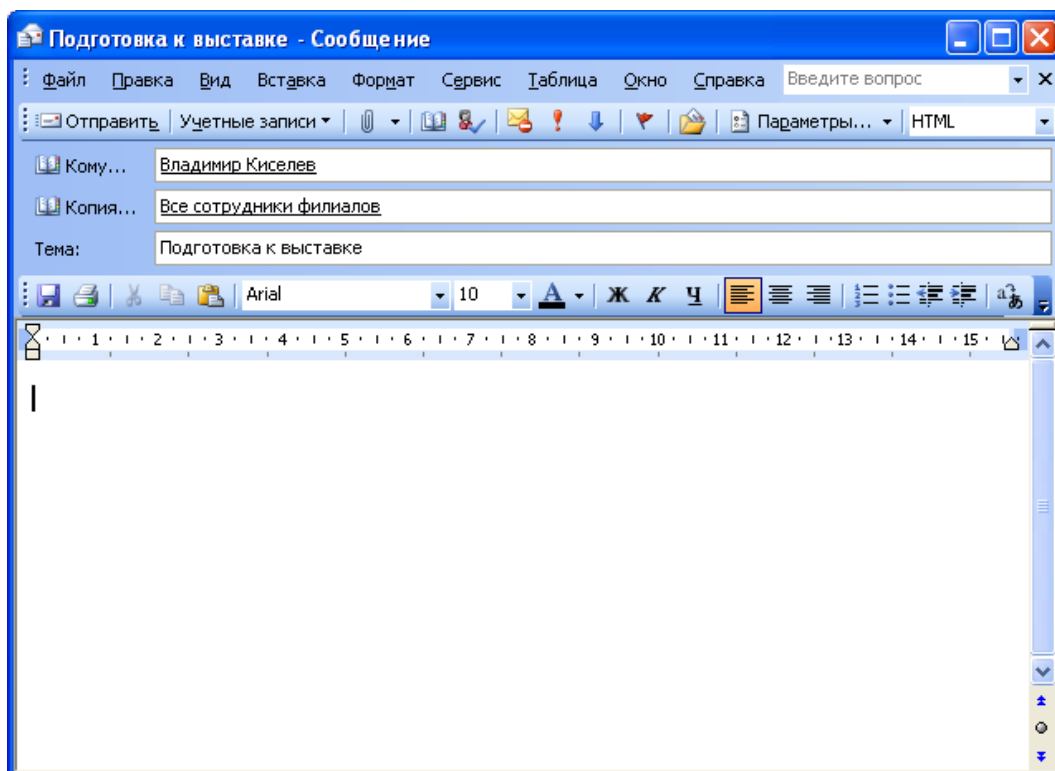 Подготовка к выставке - Сообщение
Файл Правка Вид Вставка Формат Сервис Таблица Окно Справка Введите вопрос
Отправить Учетные записи Параметры... HTML
Кому... Владимир Киселев
Копия... Все сотрудники филиалов
Тема: Подготовка к выставке
Arial 10 А Ж К Ч
1 2 3 4 5 6 7 8 9 10 11 12 13 14 15